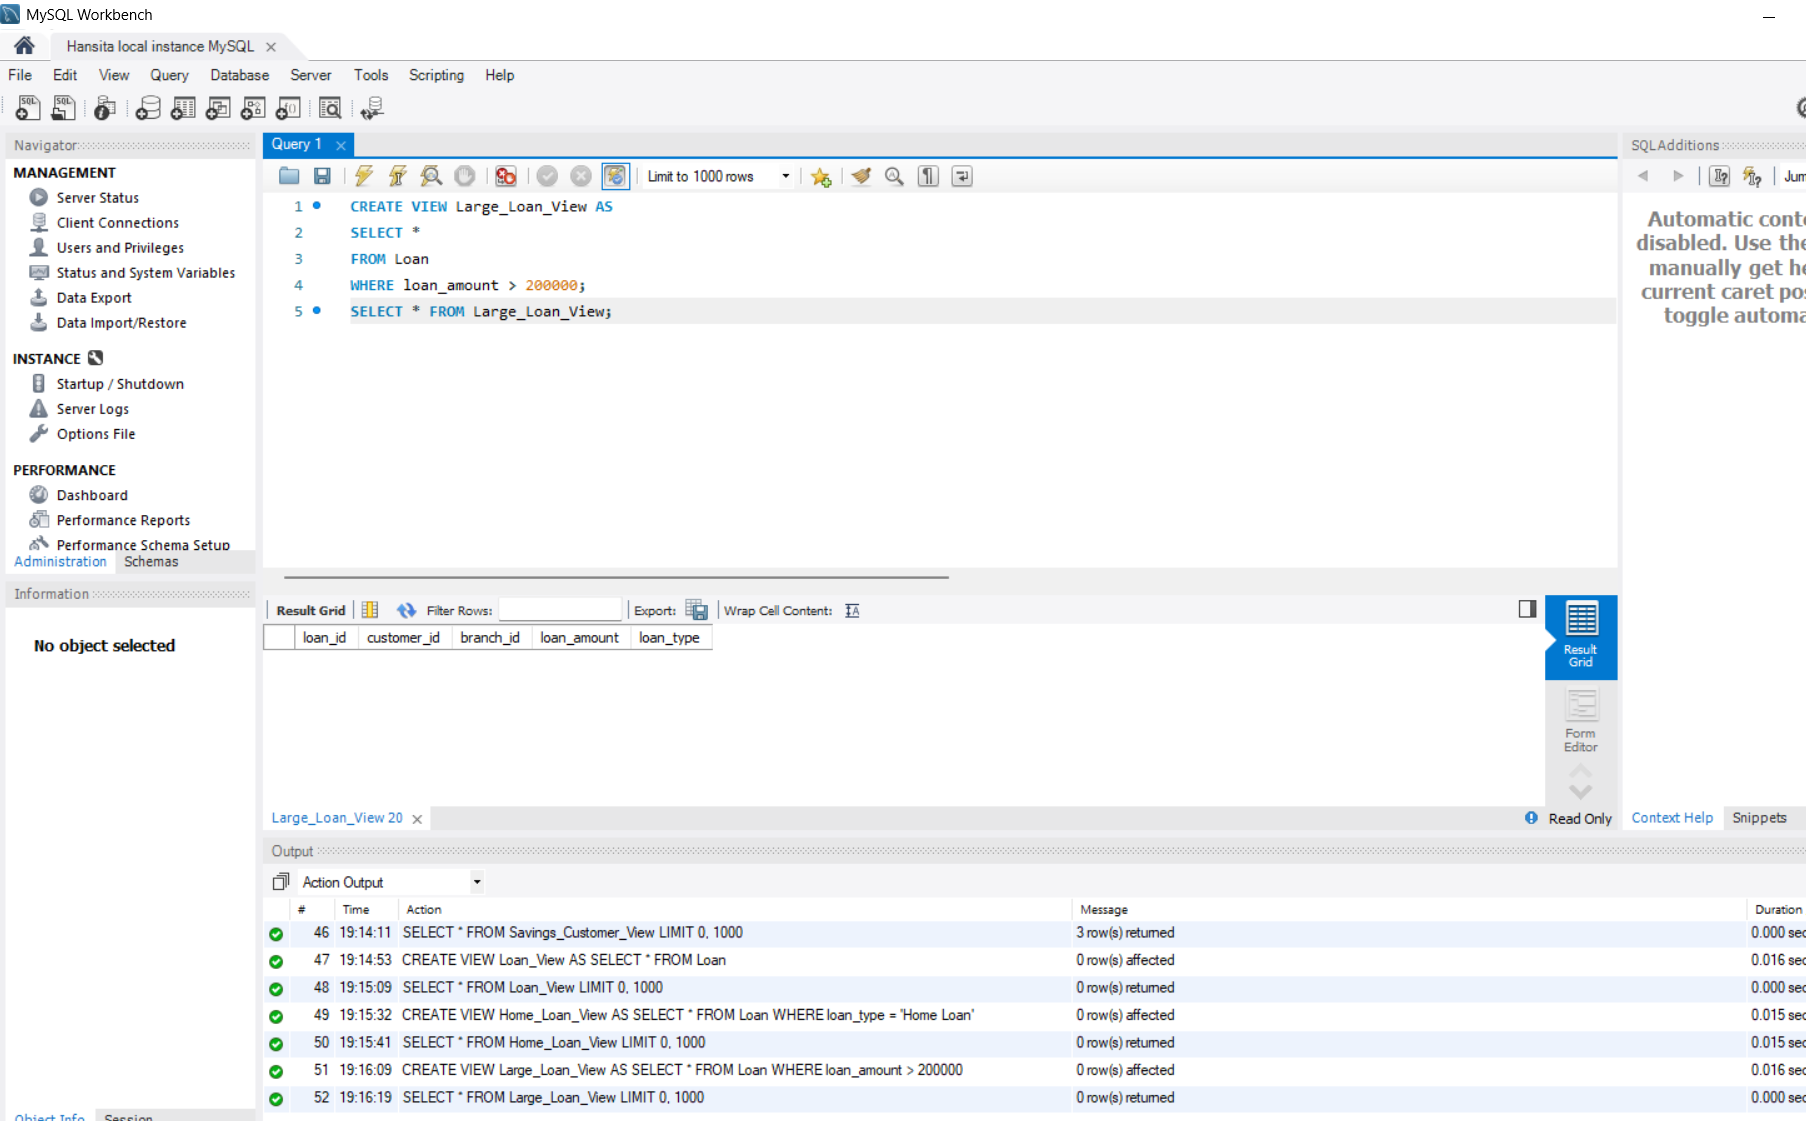 MySQL Workbench
Hansita local instance MySQL
File Edit View Query Database Server Tools Scripting Help
Navigator
MANAGEMENT
Server Status
Client Connections
Users and Privileges
Status and System Variables
Data Export
Data Import/Restore
INSTANCE
Startup / Shutdown
Server Logs
Options File
PERFORMANCE
Dashboard
Performance Reports
Performance Schema Setup
Administration Schemas
Information
No object selected
Object Info Session
Query 1
Limit to 1000 rows
1 CREATE VIEW Large_Loan_View AS
2 SELECT *
3 FROM Loan
4 WHERE loan_amount > 200000;
5 SELECT * FROM Large_Loan_View;
Result Grid Filter Rows: Export: Wrap Cell Content:
loan_id customer_id branch_id loan_amount loan_type
Result
Grid
Form
Editor
Large_Loan_View 20
Read Only
SQLAdditions
Jum
Automatic conte
disabled. Use the
manually get he
current caret pos
toggle automa
Context Help Snippets
Output
Action Output
# Time Action Message Duration
46 19:14:11 SELECT * FROM Savings_Customer_View LIMIT 0, 1000 3 row(s) returned 0.000 sec
47 19:14:53 CREATE VIEW Loan_View AS SELECT * FROM Loan 0 row(s) affected 0.016 sec
48 19:15:09 SELECT * FROM Loan_View LIMIT 0, 1000 0 row(s) returned 0.000 sec
49 19:15:32 CREATE VIEW Home_Loan_View AS SELECT * FROM Loan WHERE loan_type = 'Home Loan' 0 row(s) affected 0.015 sec
50 19:15:41 SELECT * FROM Home_Loan_View LIMIT 0, 1000 0 row(s) returned 0.015 sec
51 19:16:09 CREATE VIEW Large_Loan_View AS SELECT * FROM Loan WHERE loan_amount > 200000 0 row(s) affected 0.016 sec
52 19:16:19 SELECT * FROM Large_Loan_View LIMIT 0, 1000 0 row(s) returned 0.000 sec